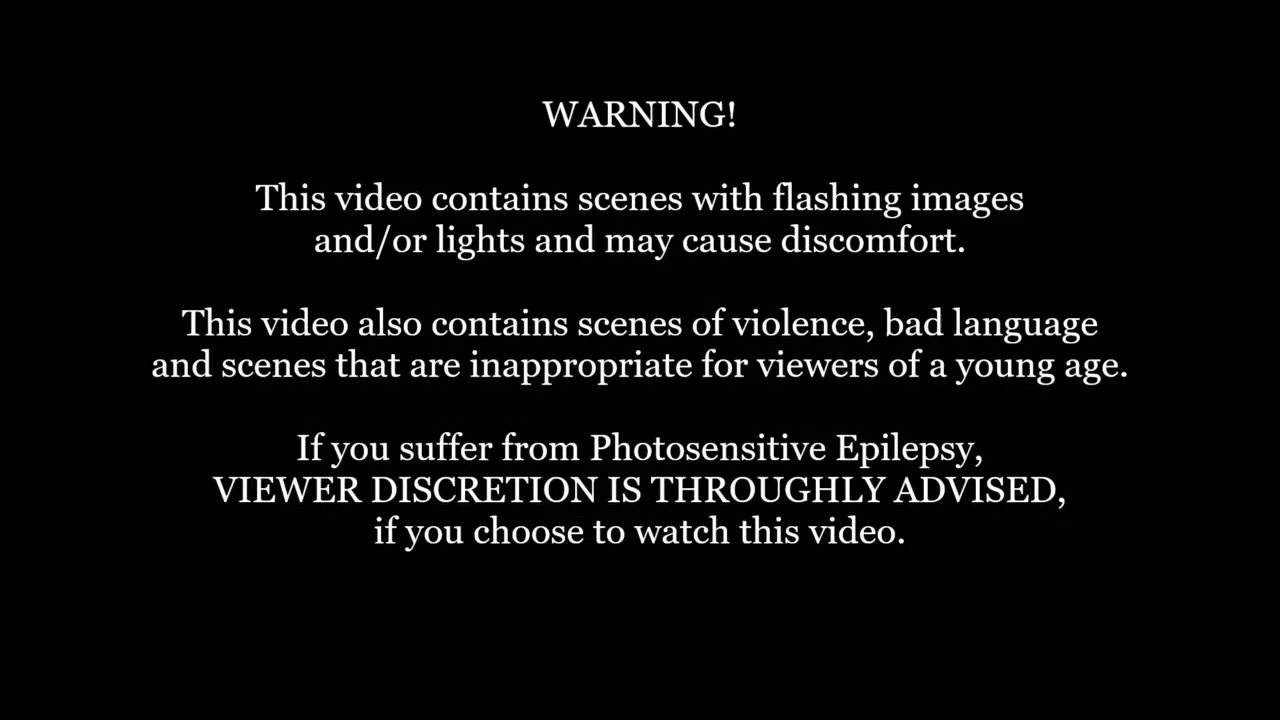 WARNING!
This video contains scenes with flashing images
and/or lights and may cause discomfort.
This video also contains scenes of violence, bad language
and scenes that are inappropriate for viewers of a young age.
If you suffer from Photosensitive Epilepsy,
VIEWER DISCRETION IS THROUGHLY ADVISED,
if you choose to watch this video.